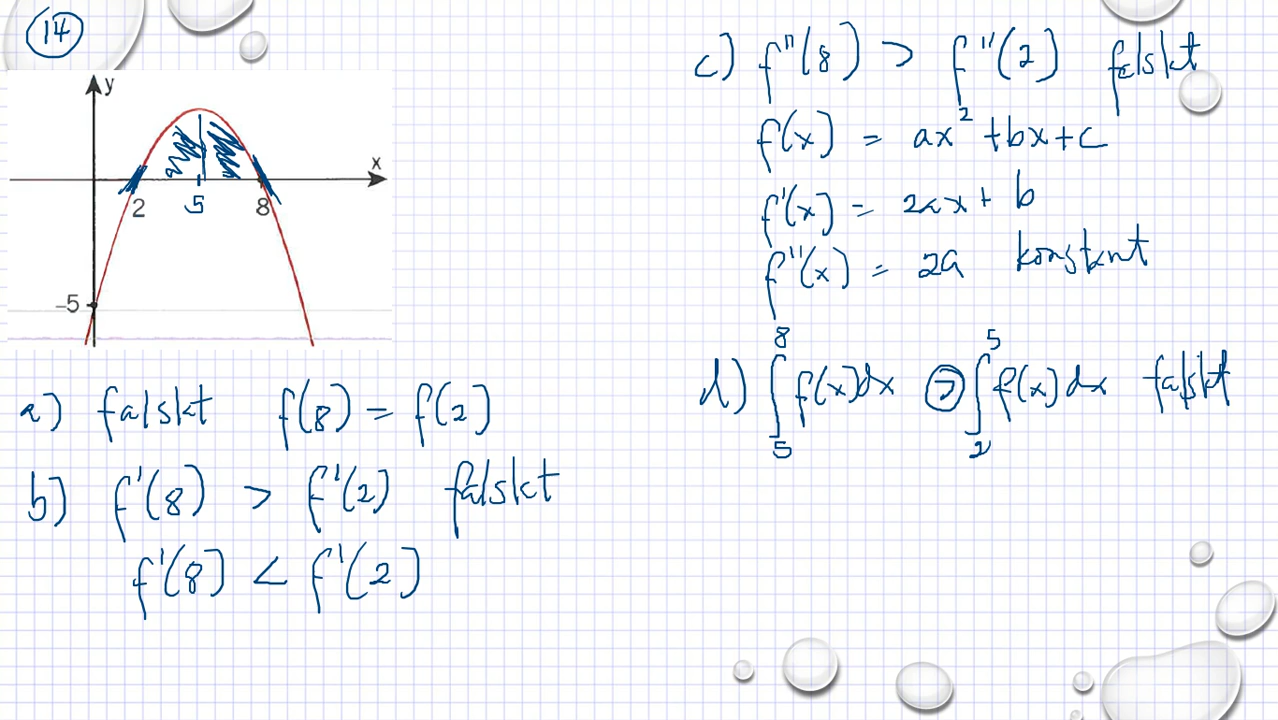 14
y
x
2 5 8
-5
a) falskt f(8) = f(2)
b) f'(8) > f'(2) falskt
f'(8) < f'(2)
c) f''(8) > f''(2) falskt
f(x) = ax² + bx + c
f'(x) = 2ax + b
f''(x) = 2a konstant
d) ∫₅⁸ f(x)dx > ∫₂⁵ f(x)dx falskt